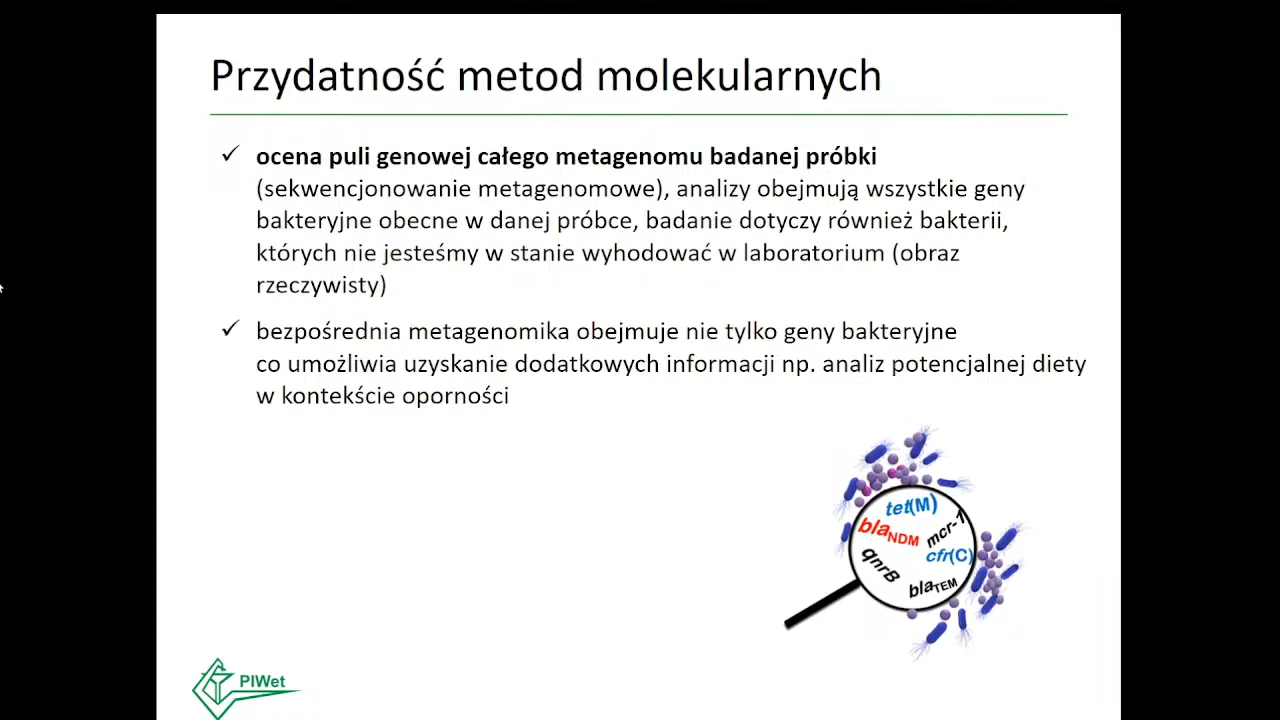 Przydatność metod molekularnych
✓ ocena puli genowej całego metagenomu badanej próbki
(sekwencjonowanie metagenomowe), analizy obejmują wszystkie geny
bakteryjne obecne w danej próbce, badanie dotyczy również bakterii,
których nie jesteśmy w stanie wyhodować w laboratorium (obraz
rzeczywisty)
✓ bezpośrednia metagenomika obejmuje nie tylko geny bakteryjne
co umożliwia uzyskanie dodatkowych informacji np. analiz potencjalnej diety
w kontekście oporności
tet(M)
blaNDM
mcr-1
cfr(C)
qnrB
blaTEM
PIWet